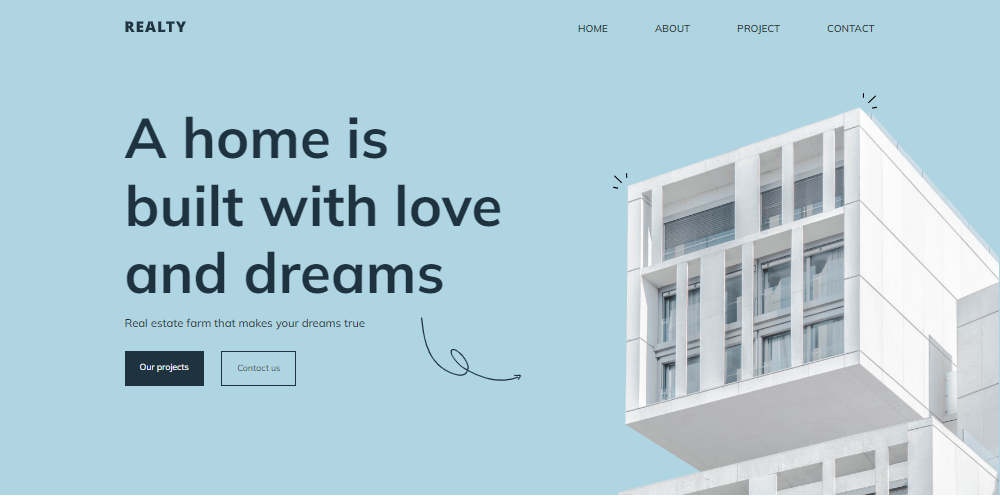 REALTY
HOME ABOUT PROJECT CONTACT
A home is
built with love
and dreams
Real estate farm that makes your dreams true
Our projects Contact us